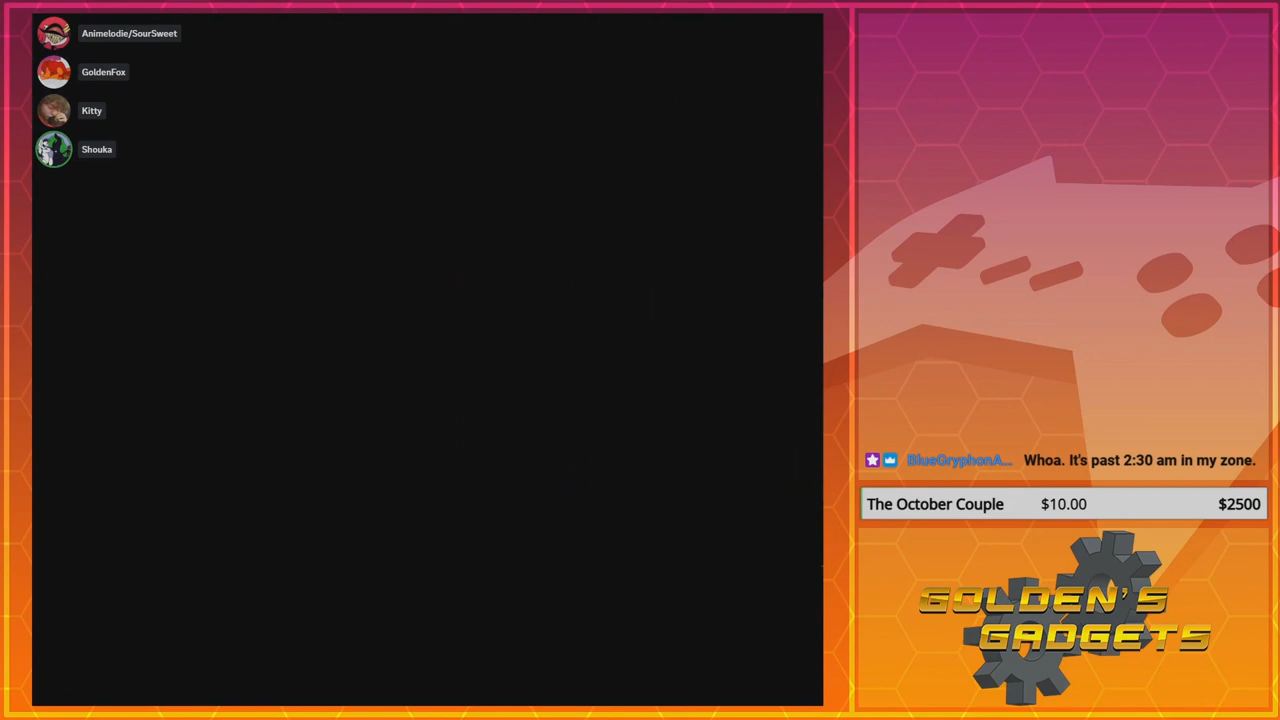 Animelodie/SourSweet
GoldenFox
Kitty
Shouka
BlueGryphonA... Whoa. It's past 2:30 am in my zone.
The October Couple $10.00 $2500
GOLDEN'S
GADGETS